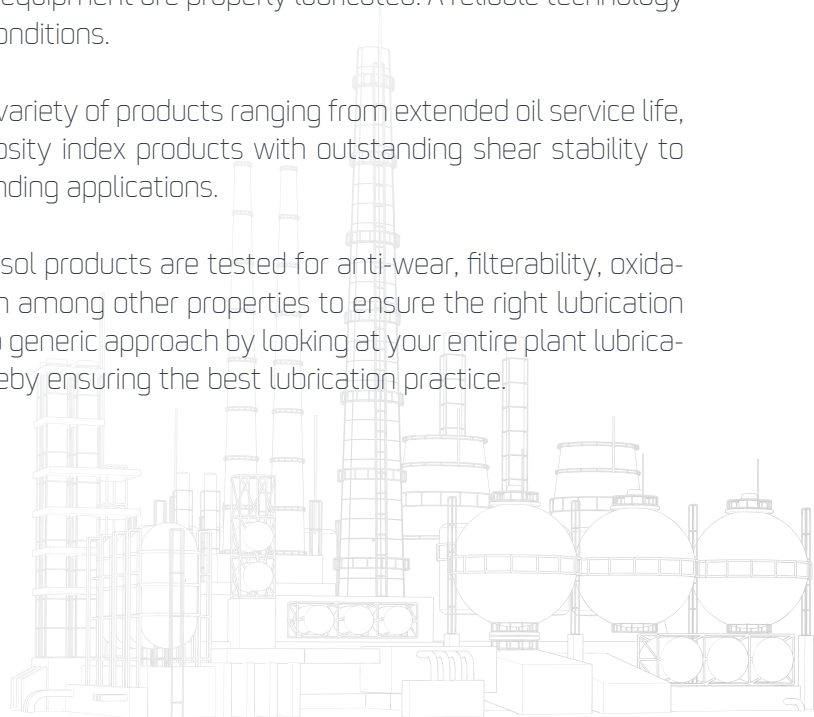 equipment are properly lubricated. A reliable technology
onditions.
variety of products ranging from extended oil service life,
osity index products with outstanding shear stability to
nding applications.
sol products are tested for anti-wear, filterability, oxida-
n among other properties to ensure the right lubrication
generic approach by looking at your entire plant lubrica-
eby ensuring the best lubrication practice.